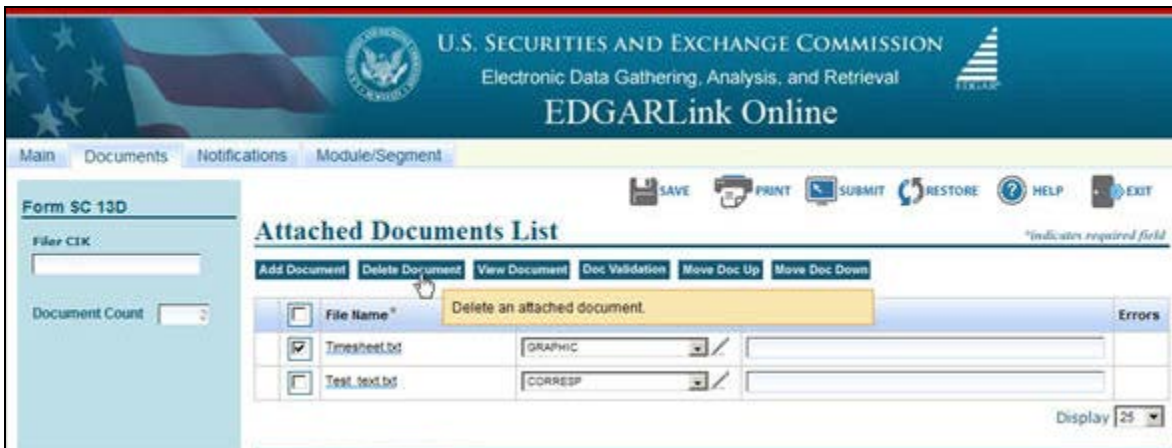 U.S. SECURITIES AND EXCHANGE COMMISSION
Electronic Data Gathering, Analysis, and Retrieval
EDGAR
EDGARLink Online
Main Documents Notifications Module/Segment
SAVE PRINT SUBMIT RESTORE HELP EXIT
Form SC 13D
Attached Documents List
*indicates required field
Filer CIK
Add Document Delete Document View Document Doc Validation Move Doc Up Move Doc Down
Delete an attached document.
Document Count 2
File Name* Errors
Timesheet.txt GRAPHIC
Test_text.txt CORRESP
Display 25